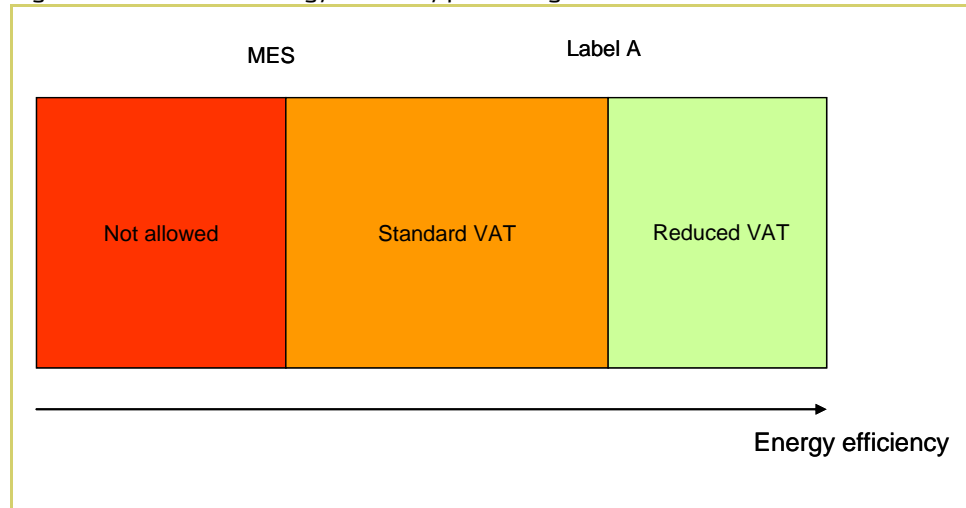 MES
Label A
Not allowed
Standard VAT
Reduced VAT
Energy efficiency